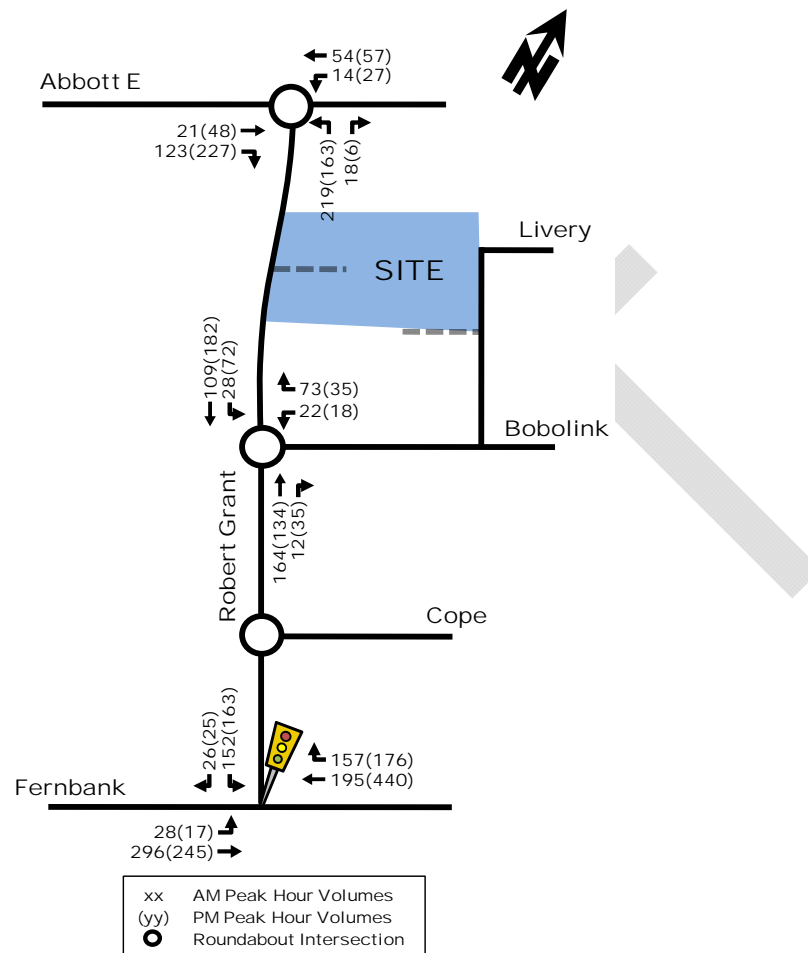 54(57)
14(27)
Abbott E
21(48)
123(227)
219(163)
18(6)
N
Livery
SITE
109(182)
28(72)
73(35)
22(18)
Bobolink
164(134)
12(35)
Robert Grant
Cope
26(25)
152(163)
157(176)
195(440)
Fernbank
28(17)
296(245)
xx AM Peak Hour Volumes
(yy) PM Peak Hour Volumes
Roundabout Intersection